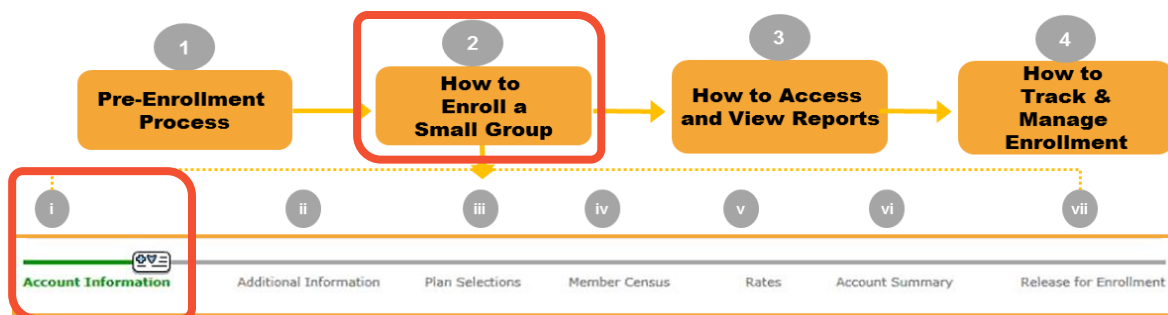 1
Pre-Enrollment
Process
2
How to
Enroll a
Small Group
3
How to Access
and View Reports
4
How to
Track &
Manage
Enrollment
i
ii
iii
iv
v
vi
vii
Account Information
Additional Information
Plan Selections
Member Census
Rates
Account Summary
Release for Enrollment